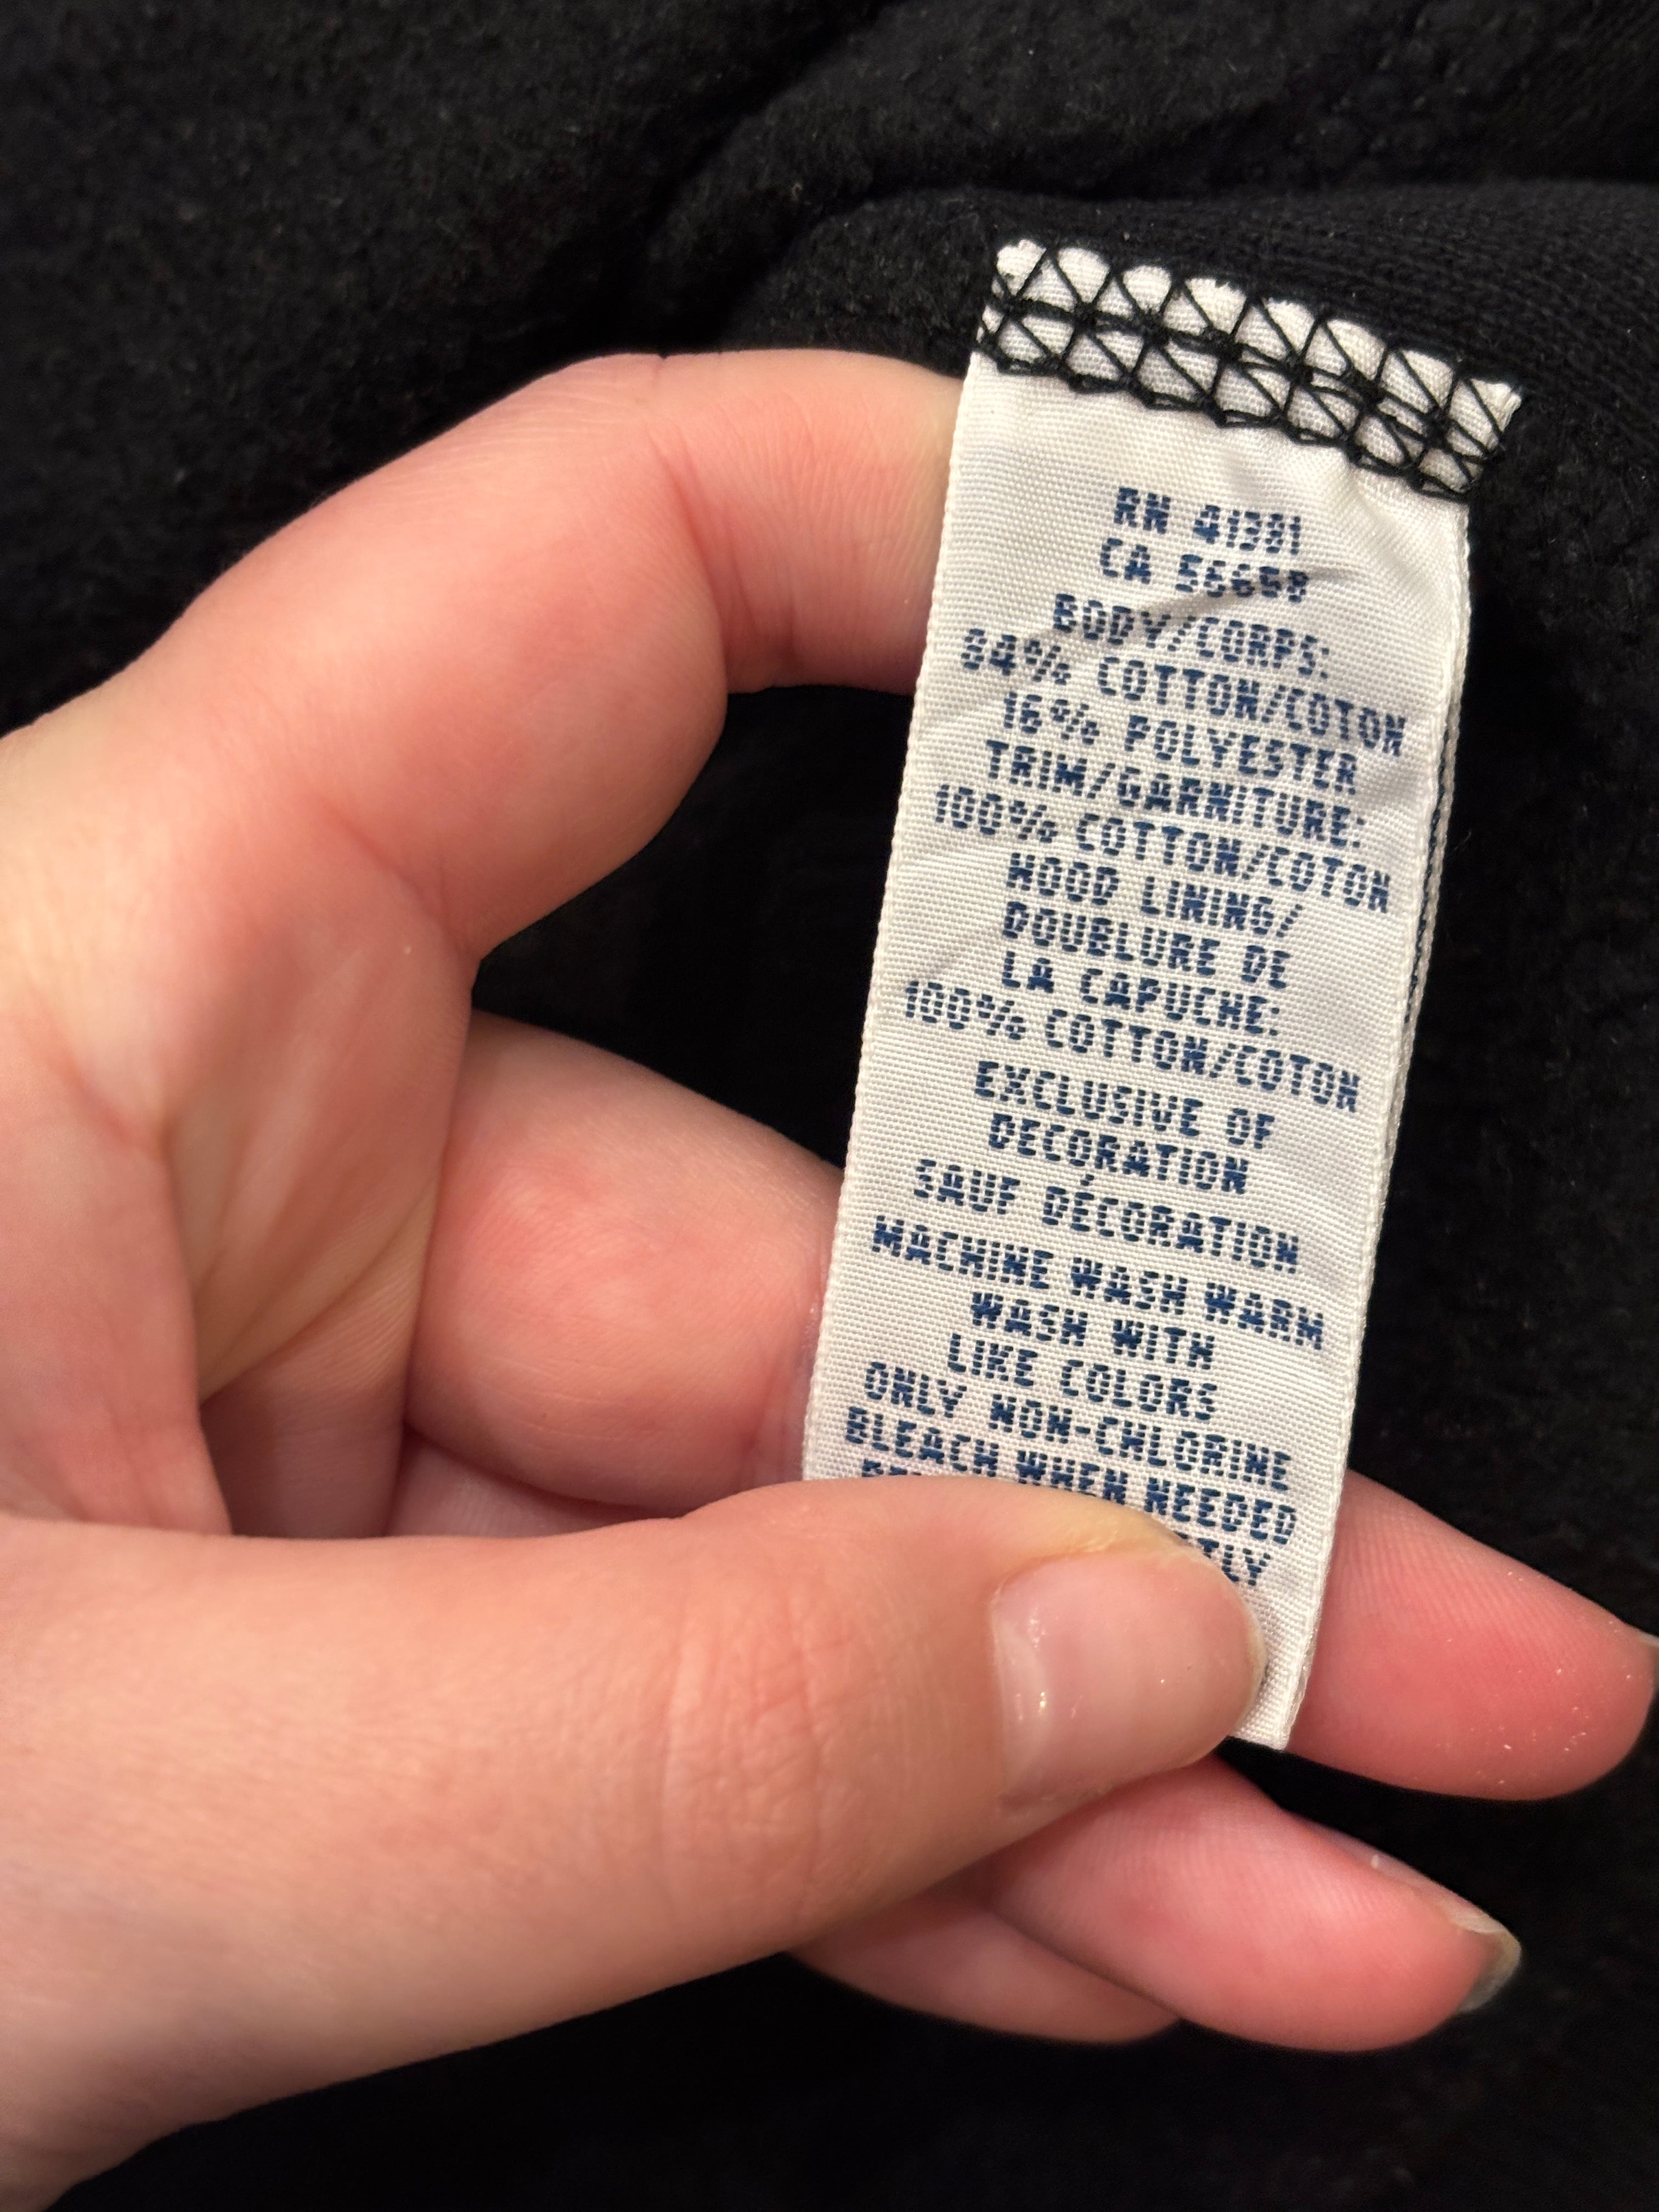 RN 41381
CA 56658
BODY/CORPS:
84% COTTON/COTON
16% POLYESTER
TRIM/GARNITURE:
100% COTTON/COTON
HOOD LINING/
DOUBLURE DE
LA CAPUCHE:
100% COTTON/COTON
EXCLUSIVE OF
DECORATION
SAUF DÉCORATION
MACHINE WASH WARM
WASH WITH
LIKE COLORS
ONLY NON-CHLORINE
BLEACH WHEN NEEDED